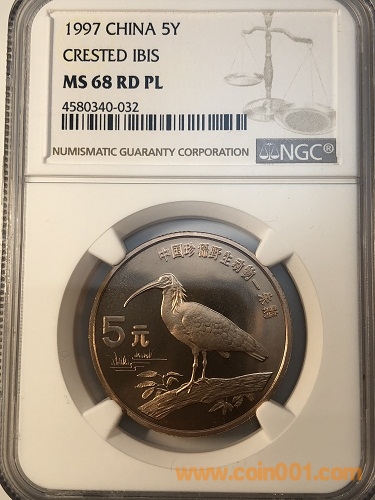 1997 CHINA 5Y
CRESTED IBIS
MS 68 RD PL
4580340-032
NUMISMATIC GUARANTY CORPORATION
NGC®
中国珍稀野生动物—朱鹮
5元
www.coin001.com